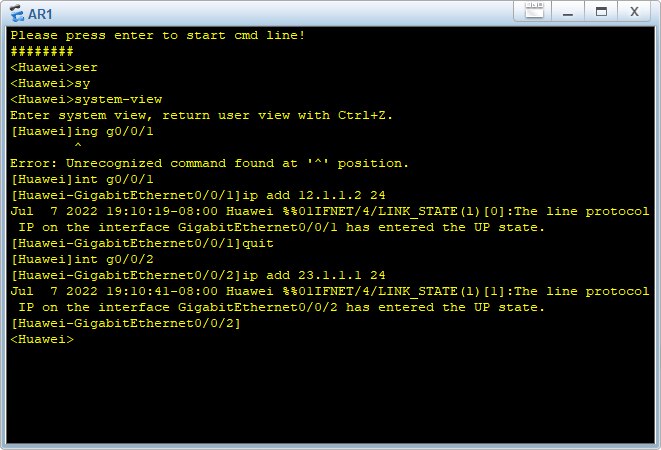 AR1
Please press enter to start cmd line!
########
<Huawei>ser
<Huawei>sy
<Huawei>system-view
Enter system view, return user view with Ctrl+Z.
[Huawei]ing g0/0/1
^
Error: Unrecognized command found at '^' position.
[Huawei]int g0/0/1
[Huawei-GigabitEthernet0/0/1]ip add 12.1.1.2 24
Jul  7 2022 19:10:19-08:00 Huawei %%01IFNET/4/LINK_STATE(l)[0]:The line protocol
 IP on the interface GigabitEthernet0/0/1 has entered the UP state.
[Huawei-GigabitEthernet0/0/1]quit
[Huawei]int g0/0/2
[Huawei-GigabitEthernet0/0/2]ip add 23.1.1.1 24
Jul  7 2022 19:10:41-08:00 Huawei %%01IFNET/4/LINK_STATE(l)[1]:The line protocol
 IP on the interface GigabitEthernet0/0/2 has entered the UP state.
[Huawei-GigabitEthernet0/0/2]
<Huawei>